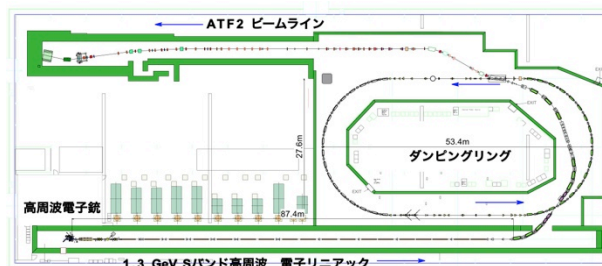 ATF2 ビームライン
EXIT
53.4m
27.6m
ダンピングリング
EXIT
高周波電子銃
87.4m
1.3 GeV Sバンド高周波 電子リニアック